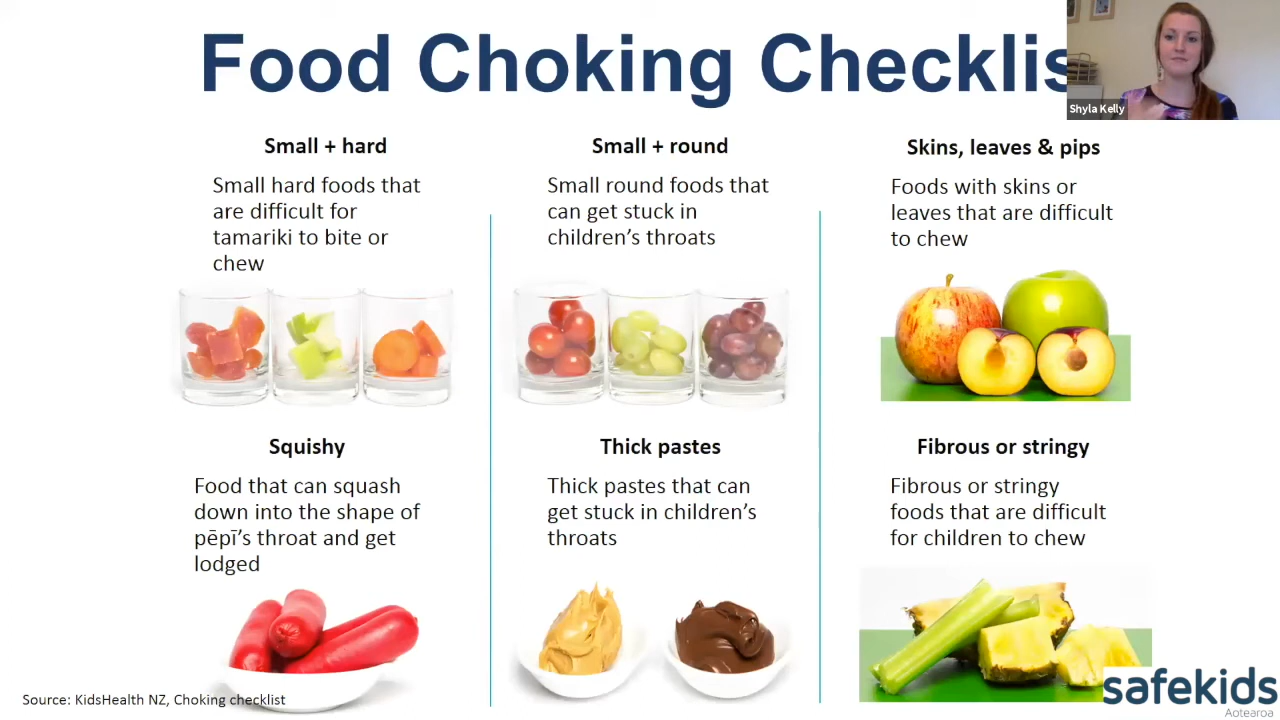 Food Choking Checklis
Shyla Kelly
Small + hard
Small hard foods that
are difficult for
tamariki to bite or
chew
Small + round
Small round foods that
can get stuck in
children's throats
Skins, leaves & pips
Foods with skins or
leaves that are difficult
to chew
Squishy
Food that can squash
down into the shape of
pēpī's throat and get
lodged
Thick pastes
Thick pastes that can
get stuck in children's
throats
Fibrous or stringy
Fibrous or stringy
foods that are difficult
for children to chew
Source: KidsHealth NZ, Choking checklist
safekids
Aotearoa